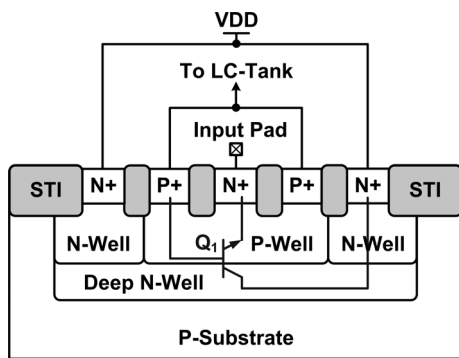 VDD
To LC-Tank
Input Pad
STI N+ P+ N+ P+ N+ STI
N-Well Q1 P-Well N-Well
Deep N-Well
P-Substrate